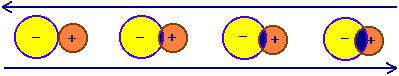 − + − + − + − +